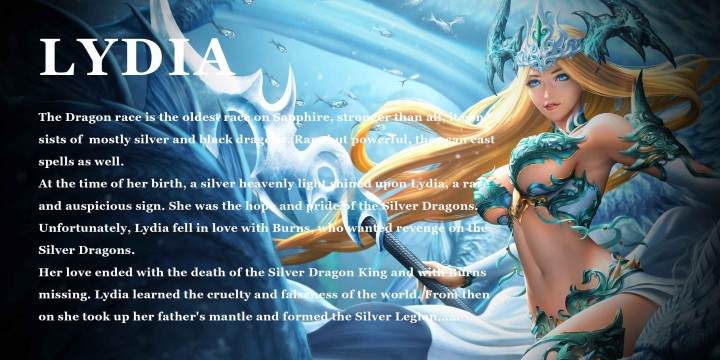 LYDIA
The Dragon race is the oldest race on Sapphire, stronger than all, it con-
sists of mostly silver and black dragons. Rare but powerful, they can cast
spells as well.
At the time of her birth, a silver heavenly light shined upon Lydia, a rare
and auspicious sign. She was the hope and pride of the Silver Dragons.
Unfortunately, Lydia fell in love with Burns, who wanted revenge on the
Silver Dragons.
Her love ended with the death of the Silver Dragon King and with Burns
missing. Lydia learned the cruelty and falseness of the world. From then
on she took up her father's mantle and formed the Silver Legion......